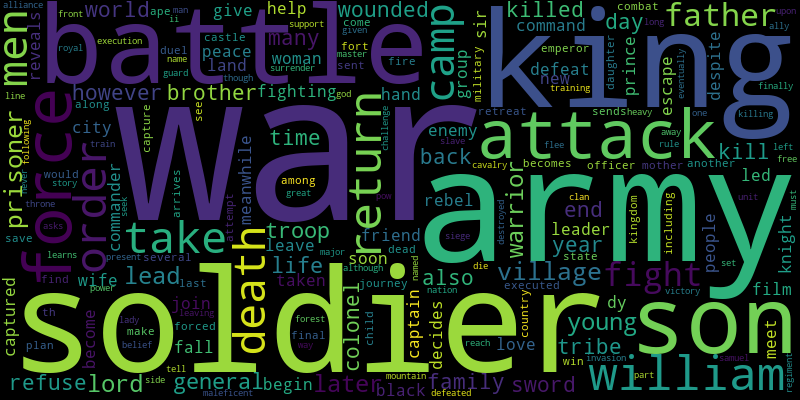 battle
king
war
army
soldier
attack
force
son
william
return
death
take
camp
men
father
order
fight
village
warrior
young
lord
general
family
sword
later
black
begin
refuse
troop
life
lead
leave
colonel
captain
prisoner
commander
brother
fighting
however
world
wounded
killed
many
help
give
peace
land
woman
day
sir
command
defeat
new
prince
escape
despite
knight
people
kill
led
back
enemy
rebel
friend
also
end
leader
year
tribe
dy
film
meet
love
decides
soon
taken
join
fall
become
wife
find
save
city
hand
time
among
meanwhile
captured
reveals
military
group
officer
becomes
mother
another
sends
heavy
daughter
emperor
combat
ally
upon
long
eventually
finally
training
killing
rule
away
one
left
free
flee
cavalry
retreat
slave
siege
destroyed
clan
state
kingdom
including
unit
set
must
regiment
samuel
invasion
part
win
country
victory
executed
nation
journey
die
named
dead
although
major
great
attempt
seek
capture
see
arrives
several
present
last
power
learns
asks
throne
story
would
never
following
train
along
line
front
royal
alliance
ape
man
ii
execution
support
duel
name
guard
castle
though
surrender
fort
master
sent
come
given
fire
god
challenge
pow
child
forest
final
way
reach
mountain
defeated
maleficent
tell
side
belief
make
lady
leaving
forced
plan
th